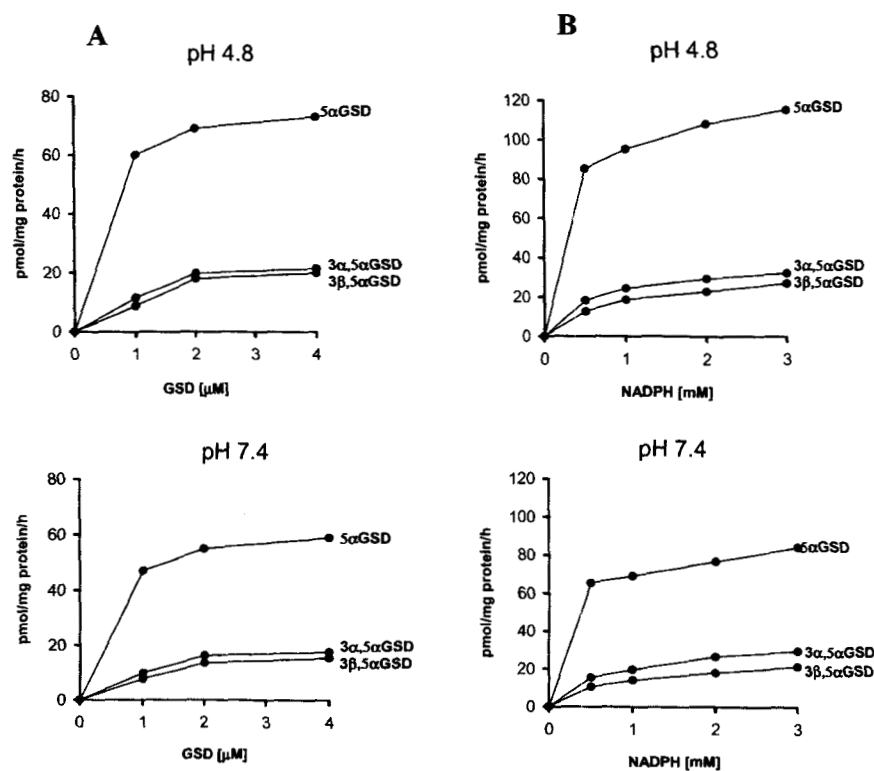 A
pH 4.8
pmol/mg protein/h
80
60
40
20
0
5αGSD
3α,5αGSD
3β,5αGSD
0 1 2 3 4
GSD [μM]
B
pH 4.8
pmol/mg protein/h
120
100
80
60
40
20
0
5αGSD
3α,5αGSD
3β,5αGSD
0 1 2 3
NADPH [mM]
pH 7.4
pmol/mg protein/h
80
60
40
20
0
5αGSD
3α,5αGSD
3β,5αGSD
0 1 2 3 4
GSD [μM]
pH 7.4
pmol/mg protein/h
120
100
80
60
40
20
0
5αGSD
3α,5αGSD
3β,5αGSD
0 1 2 3
NADPH [mM]